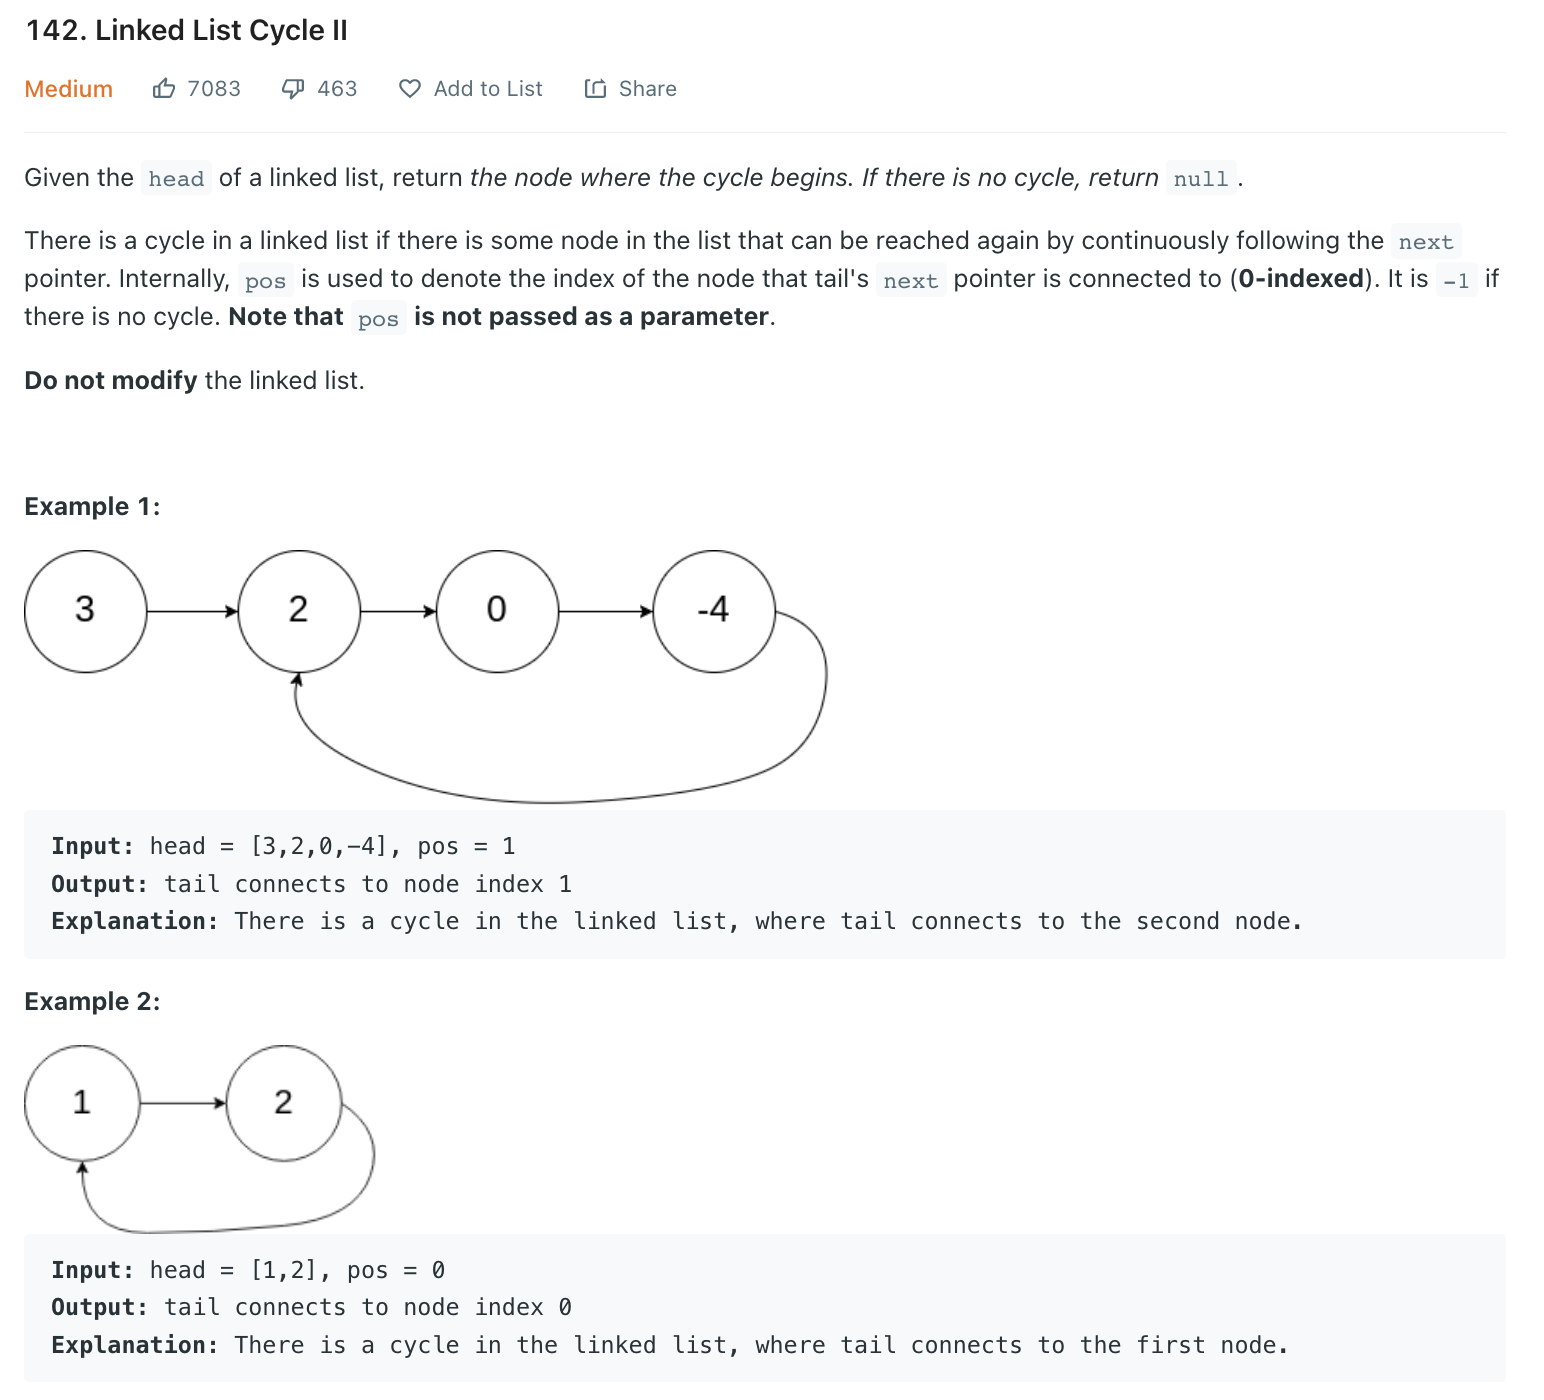 142. Linked List Cycle II
Medium 7083 463 Add to List Share
Given the head of a linked list, return the node where the cycle begins. If there is no cycle, return null.
There is a cycle in a linked list if there is some node in the list that can be reached again by continuously following the next
pointer. Internally, pos is used to denote the index of the node that tail's next pointer is connected to (0-indexed). It is -1 if
there is no cycle. Note that pos is not passed as a parameter.
Do not modify the linked list.
Example 1:
3 2 0 -4
Input: head = [3,2,0,-4], pos = 1
Output: tail connects to node index 1
Explanation: There is a cycle in the linked list, where tail connects to the second node.
Example 2:
1 2
Input: head = [1,2], pos = 0
Output: tail connects to node index 0
Explanation: There is a cycle in the linked list, where tail connects to the first node.